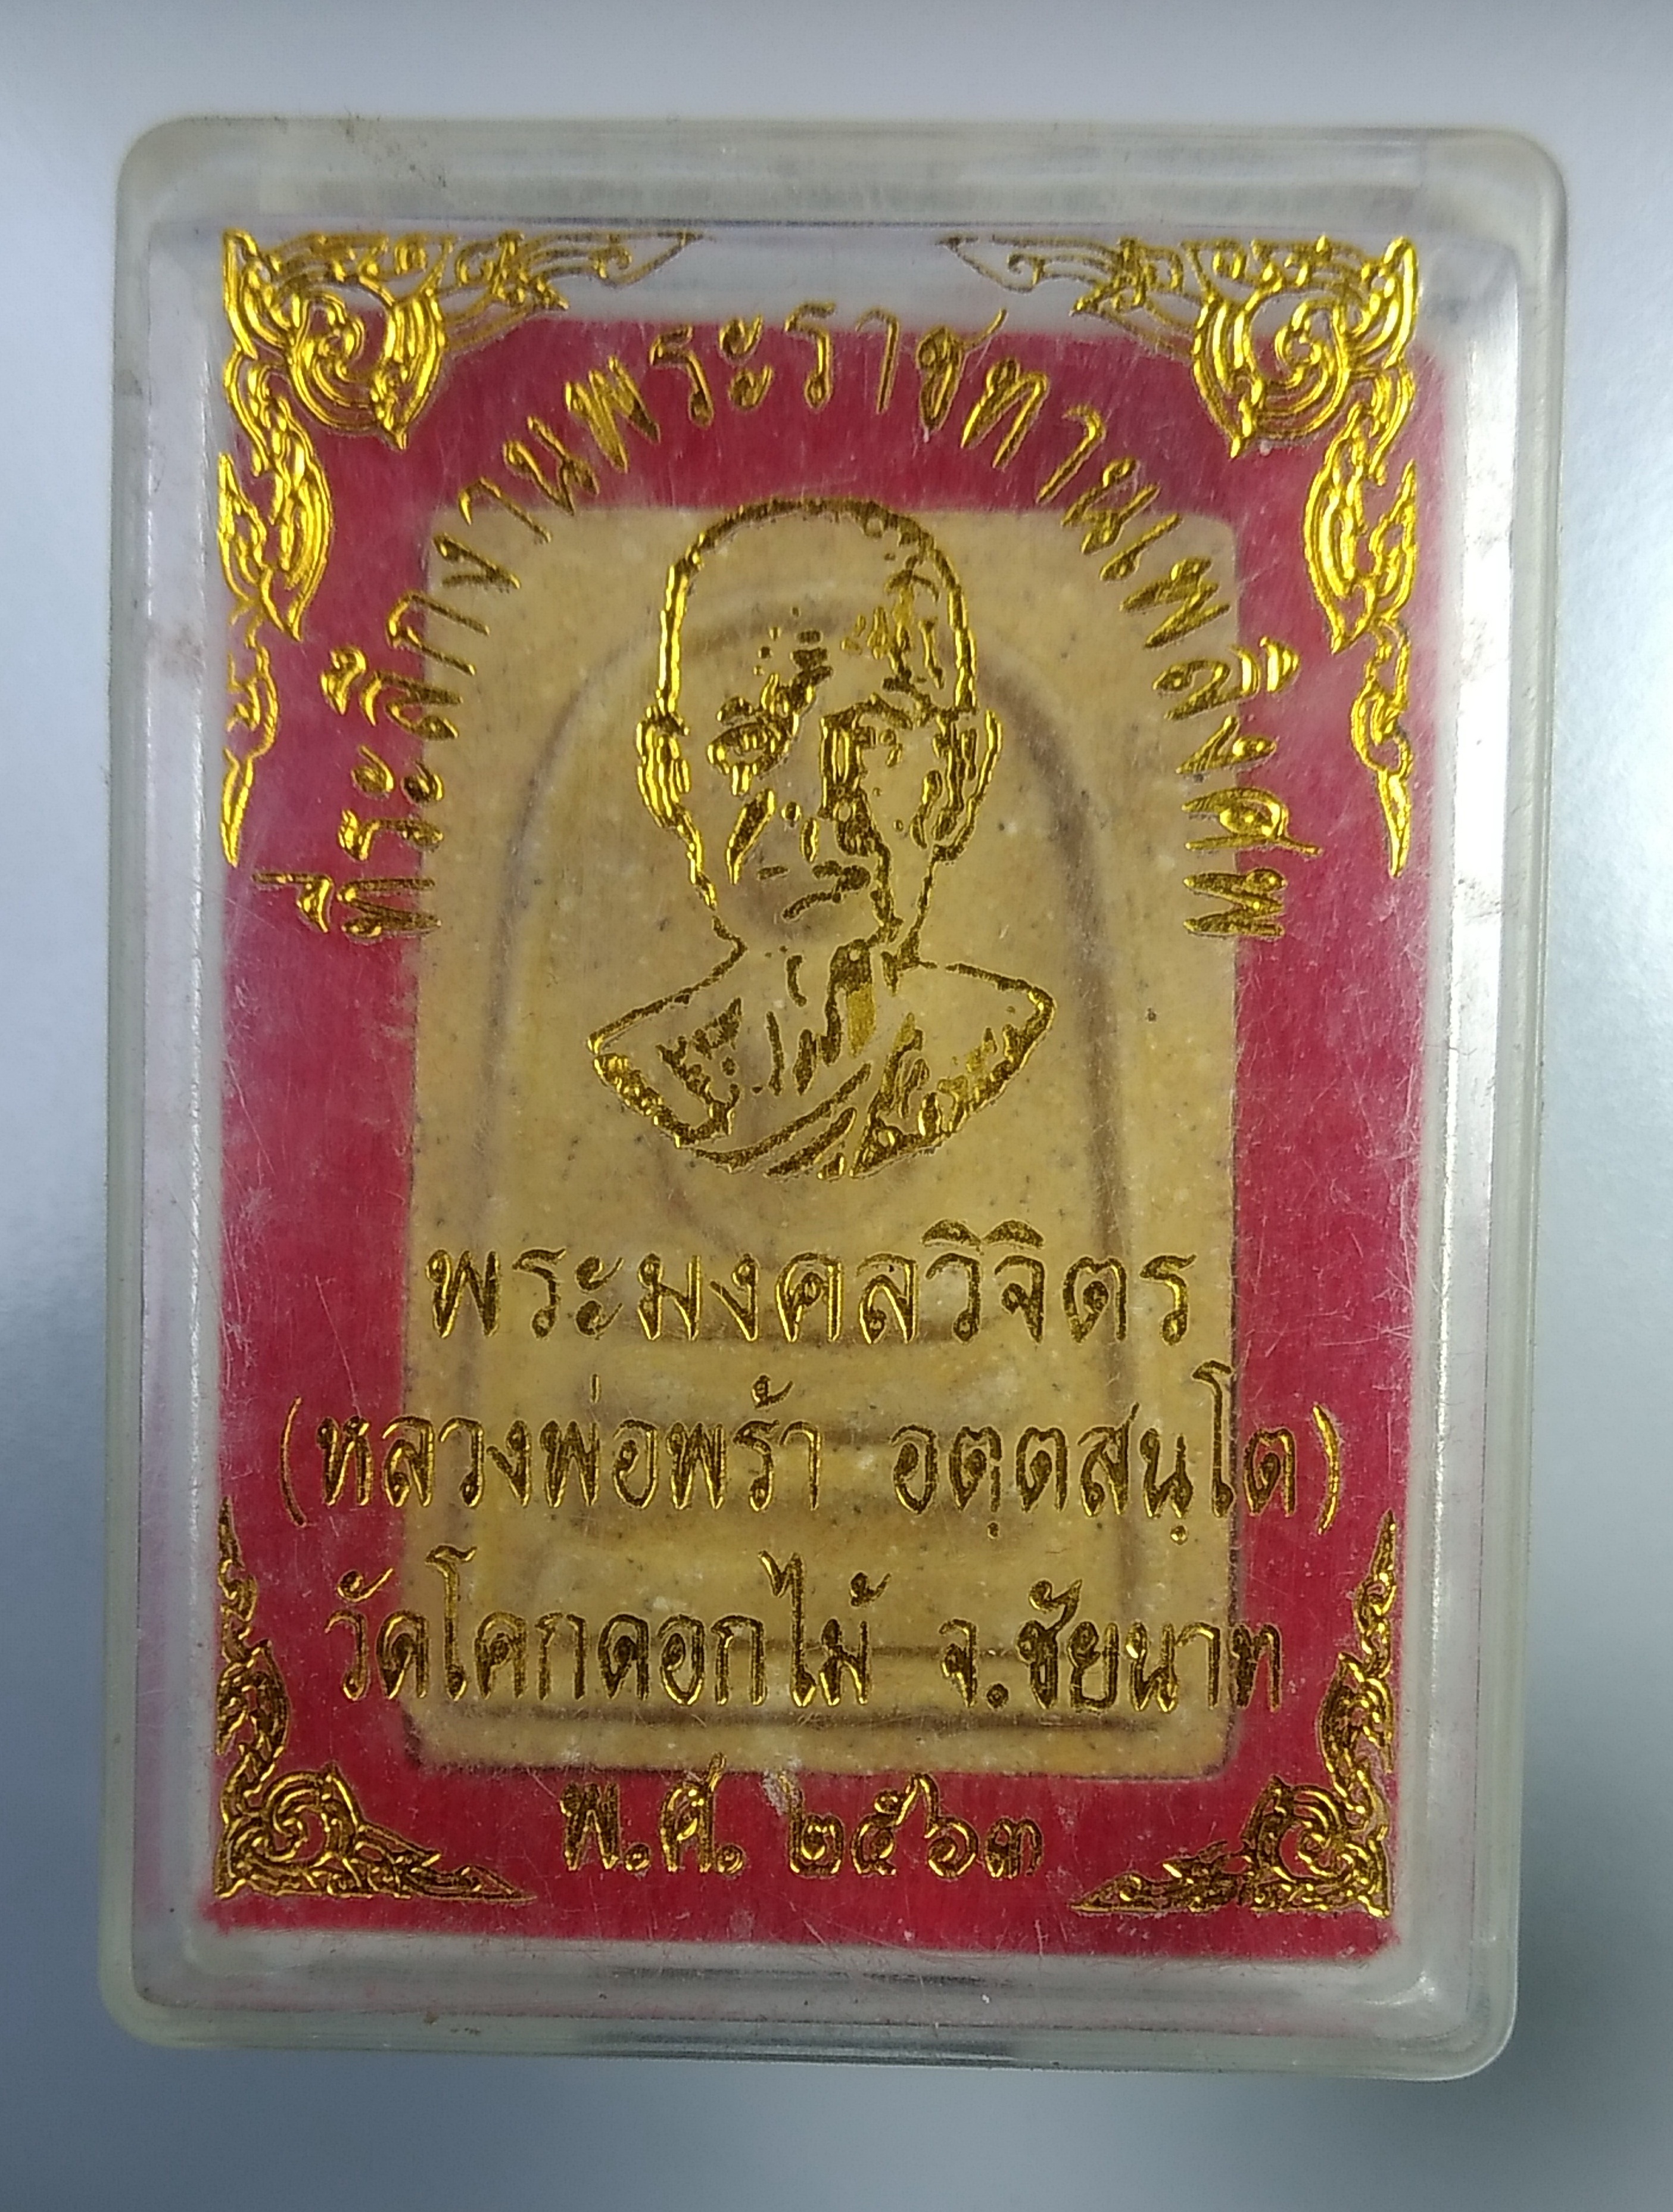 ที่ระลึกงานพระราชทานเพลิงศพ
พระมงคลวิจิตร
(หลวงพ่อพร้า อตฺตสนฺโต)
วัดโคกดอกไม้ จ.ชัยนาท
พ.ศ. ๒๕๖๓